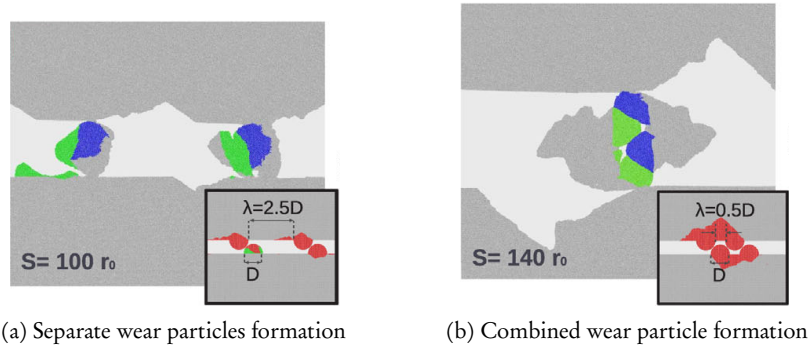 S= 100 r₀
λ=2.5D
D
S= 140 r₀
λ=0.5D
D
(a) Separate wear particles formation
(b) Combined wear particle formation